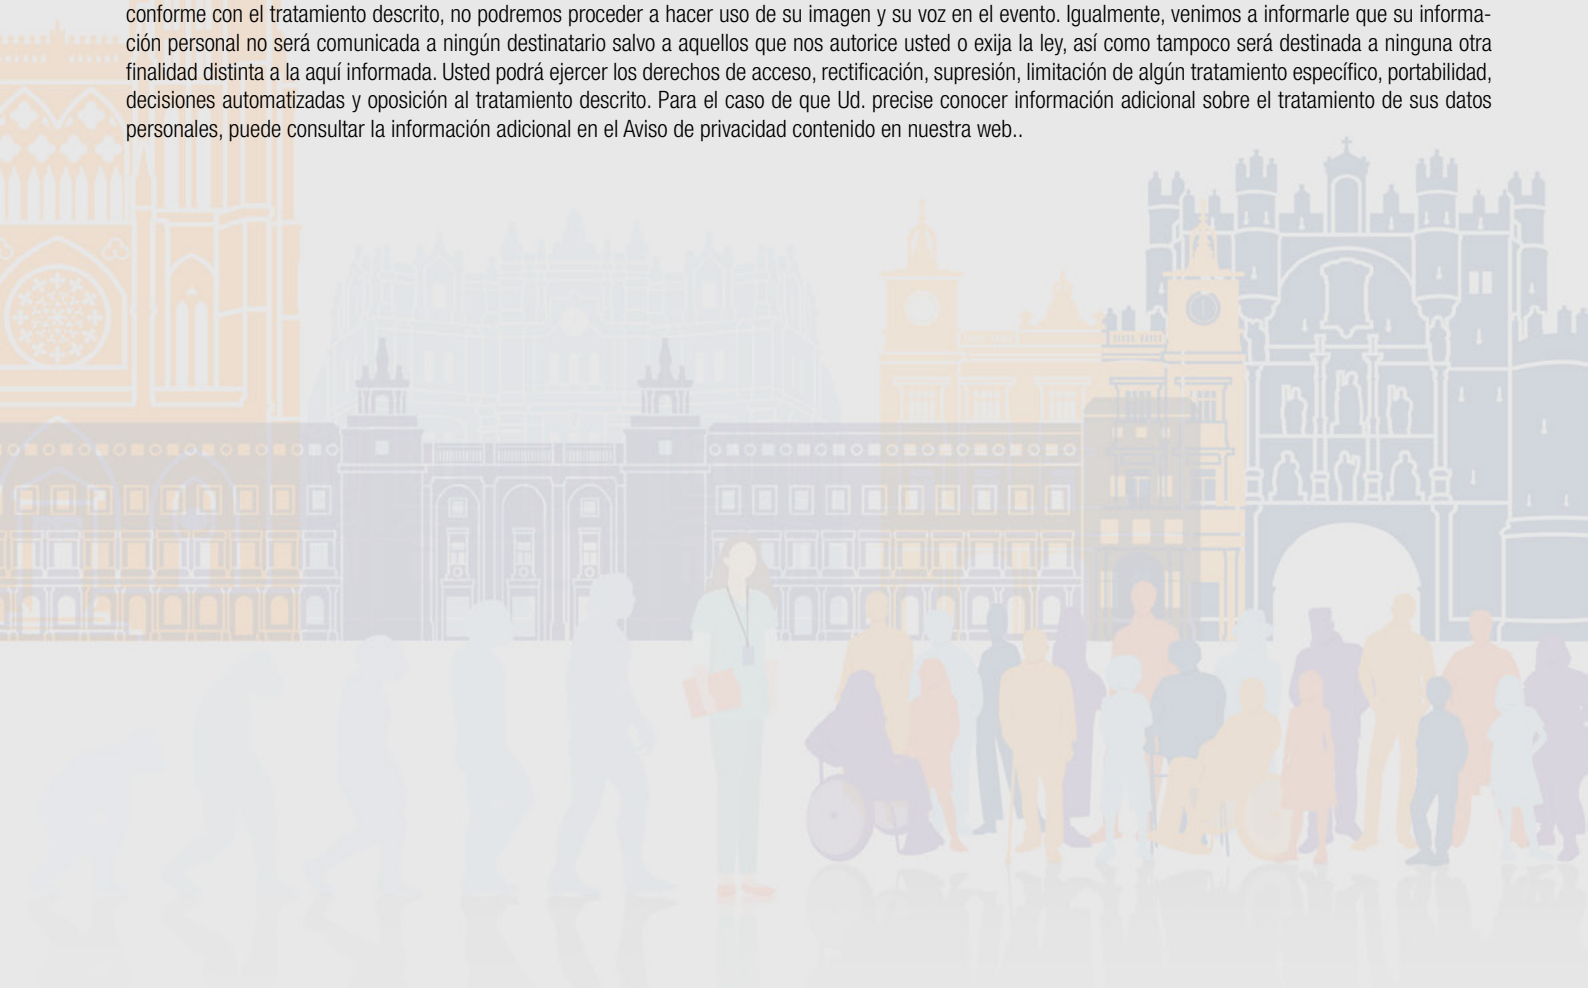 conforme con el tratamiento descrito, no podremos proceder a hacer uso de su imagen y su voz en el evento. Igualmente, venimos a informarle que su informa-
ción personal no será comunicada a ningún destinatario salvo a aquellos que nos autorice usted o exija la ley, así como tampoco será destinada a ninguna otra
finalidad distinta a la aquí informada. Usted podrá ejercer los derechos de acceso, rectificación, supresión, limitación de algún tratamiento específico, portabilidad,
decisiones automatizadas y oposición al tratamiento descrito. Para el caso de que Ud. precise conocer información adicional sobre el tratamiento de sus datos
personales, puede consultar la información adicional en el Aviso de privacidad contenido en nuestra web..